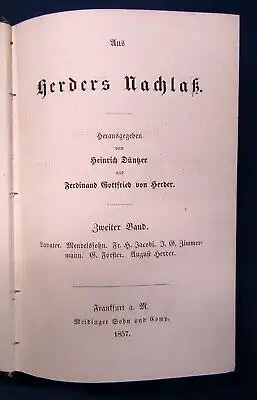 Aus
Herders Nachlaß.
Herausgegeben
von
Heinrich Düntzer
und
Ferdinand Gottfried von Herder.
Zweiter Band.
Lavater. Mendelssohn. Fr. H. Jacobi. J. G. Zimmer-
mann. G. Forster. August Herder.
Frankfurt a. M.
Meidinger Sohn und Comp.
1857.